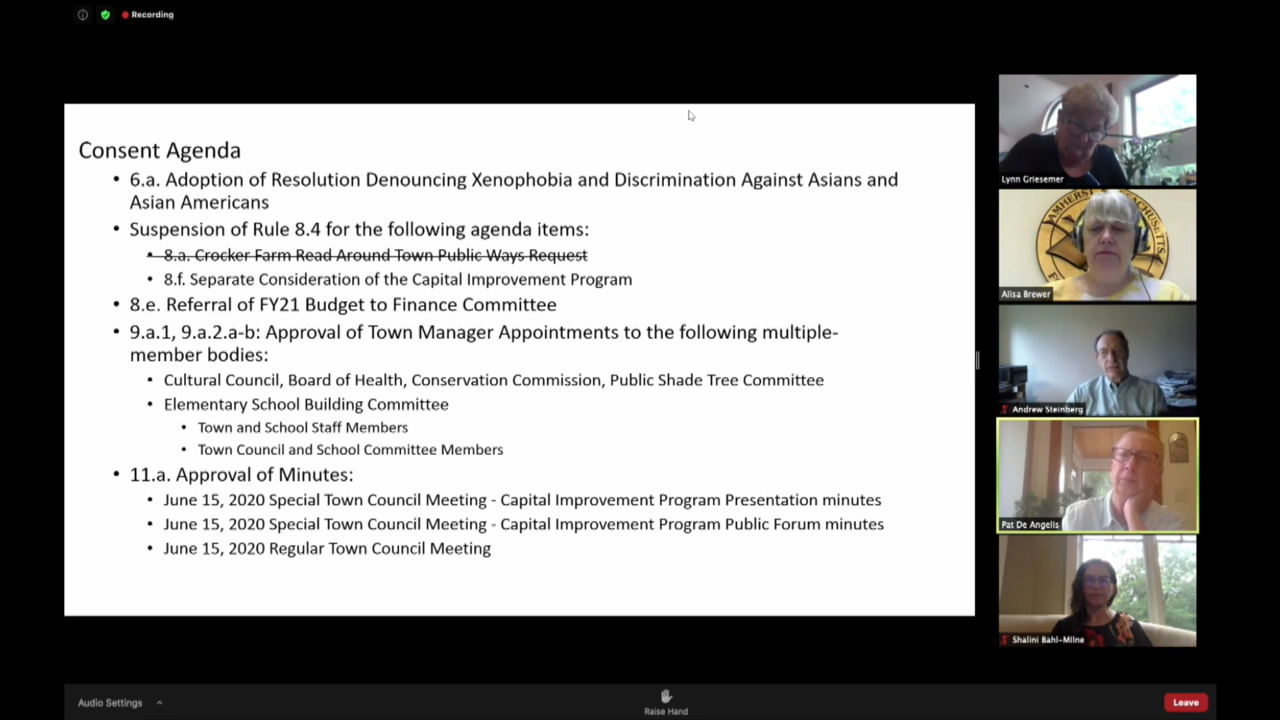 Recording
Consent Agenda
• 6.a. Adoption of Resolution Denouncing Xenophobia and Discrimination Against Asians and
Asian Americans
• Suspension of Rule 8.4 for the following agenda items:
• 8.a. Crocker Farm Read Around Town Public Ways Request
• 8.f. Separate Consideration of the Capital Improvement Program
• 8.e. Referral of FY21 Budget to Finance Committee
• 9.a.1, 9.a.2.a-b: Approval of Town Manager Appointments to the following multiple-
member bodies:
• Cultural Council, Board of Health, Conservation Commission, Public Shade Tree Committee
• Elementary School Building Committee
• Town and School Staff Members
• Town Council and School Committee Members
• 11.a. Approval of Minutes:
• June 15, 2020 Special Town Council Meeting - Capital Improvement Program Presentation minutes
• June 15, 2020 Special Town Council Meeting - Capital Improvement Program Public Forum minutes
• June 15, 2020 Regular Town Council Meeting
Lynn Griesemer
AMHERST MASSACHUSETTS
Alisa Brewer
Andrew Steinberg
Pat De Angelis
Shalini Bahl-Milne
Audio Settings
Raise Hand
Leave